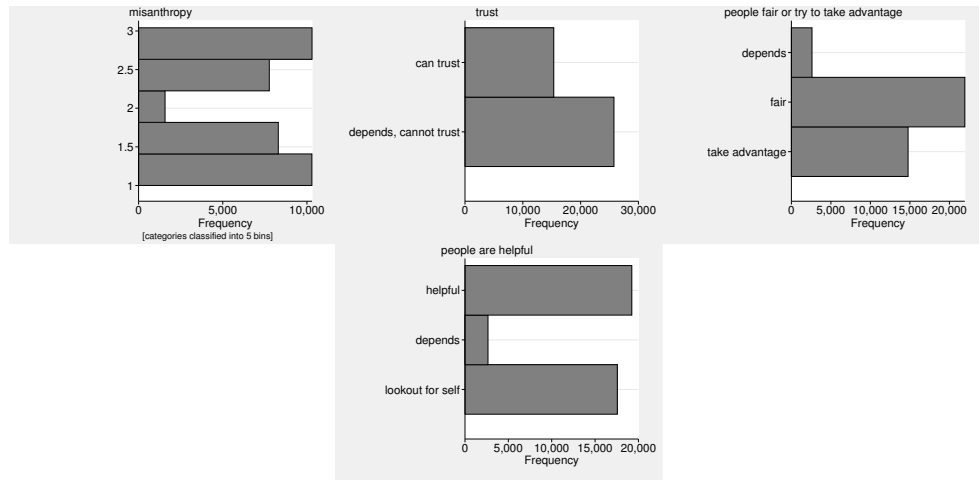 misanthropy
3
2.5
2
1.5
1
0 5,000 10,000
Frequency
[categories classified into 5 bins]
trust
can trust
depends, cannot trust
0 10,000 20,000 30,000
Frequency
people fair or try to take advantage
depends
fair
take advantage
0 5,000 10,000 15,000 20,000
Frequency
people are helpful
helpful
depends
lookout for self
0 5,000 10,000 15,000 20,000
Frequency